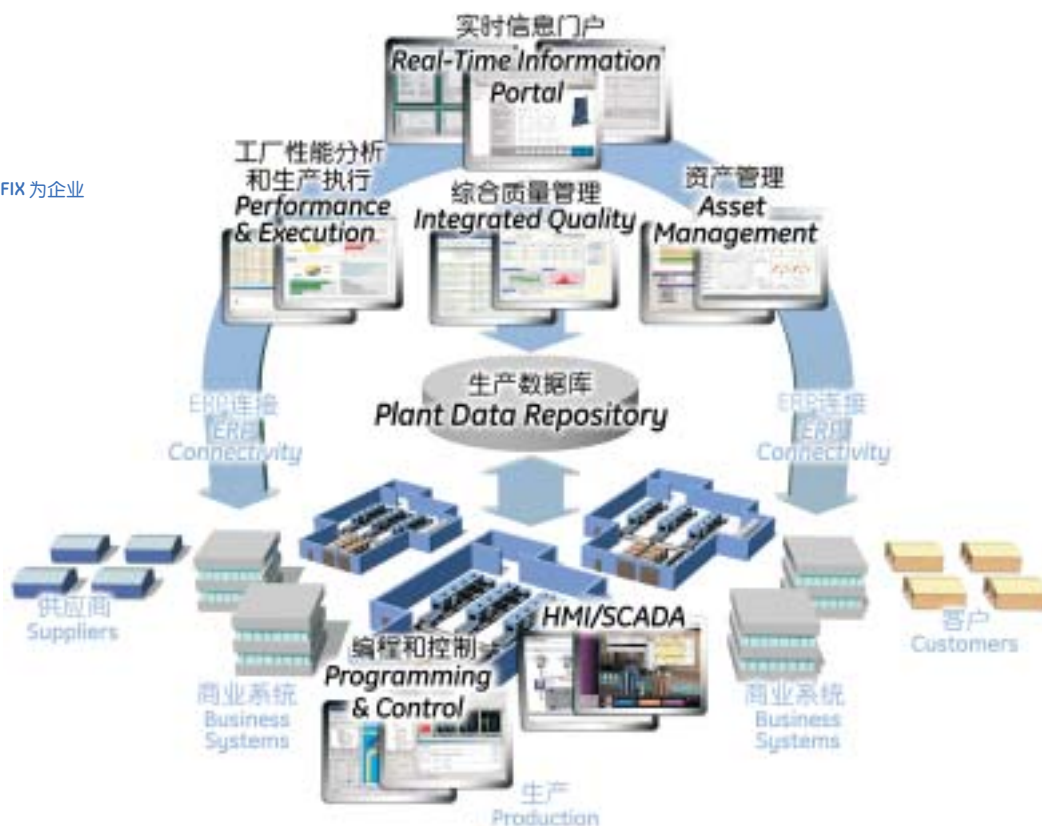 实时信息门户
Real-Time Information
Portal
工厂性能分析
和生产执行
Performance
& Execution
FIX 为企业
综合质量管理
Integrated Quality
资产管理
Asset
Management
生产数据库
Plant Data Repository
ERP连接
ERP
Connectivity
ERP连接
ERP
Connectivity
供应商
Suppliers
商业系统
Business
Systems
编程和控制
Programming
& Control
HMI/SCADA
商业系统
Business
Systems
客户
Customers
生产
Production